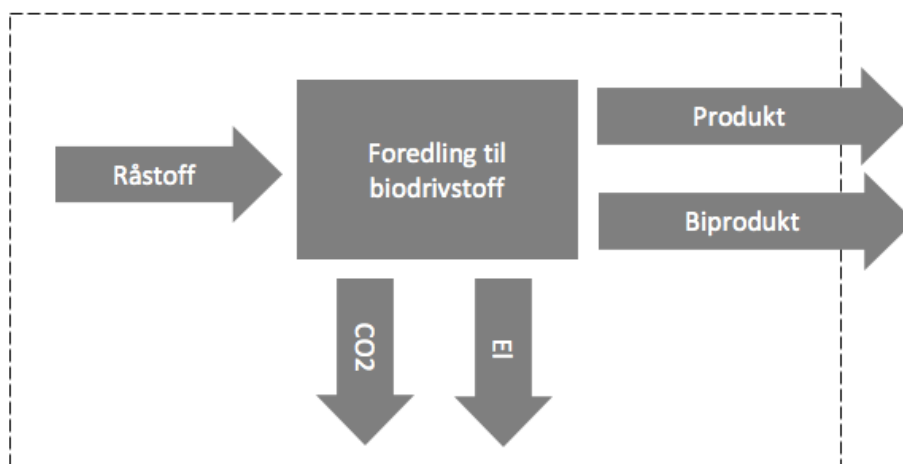 Råstoff
Foredling til
biodrivstoff
Produkt
Biprodukt
CO2
El